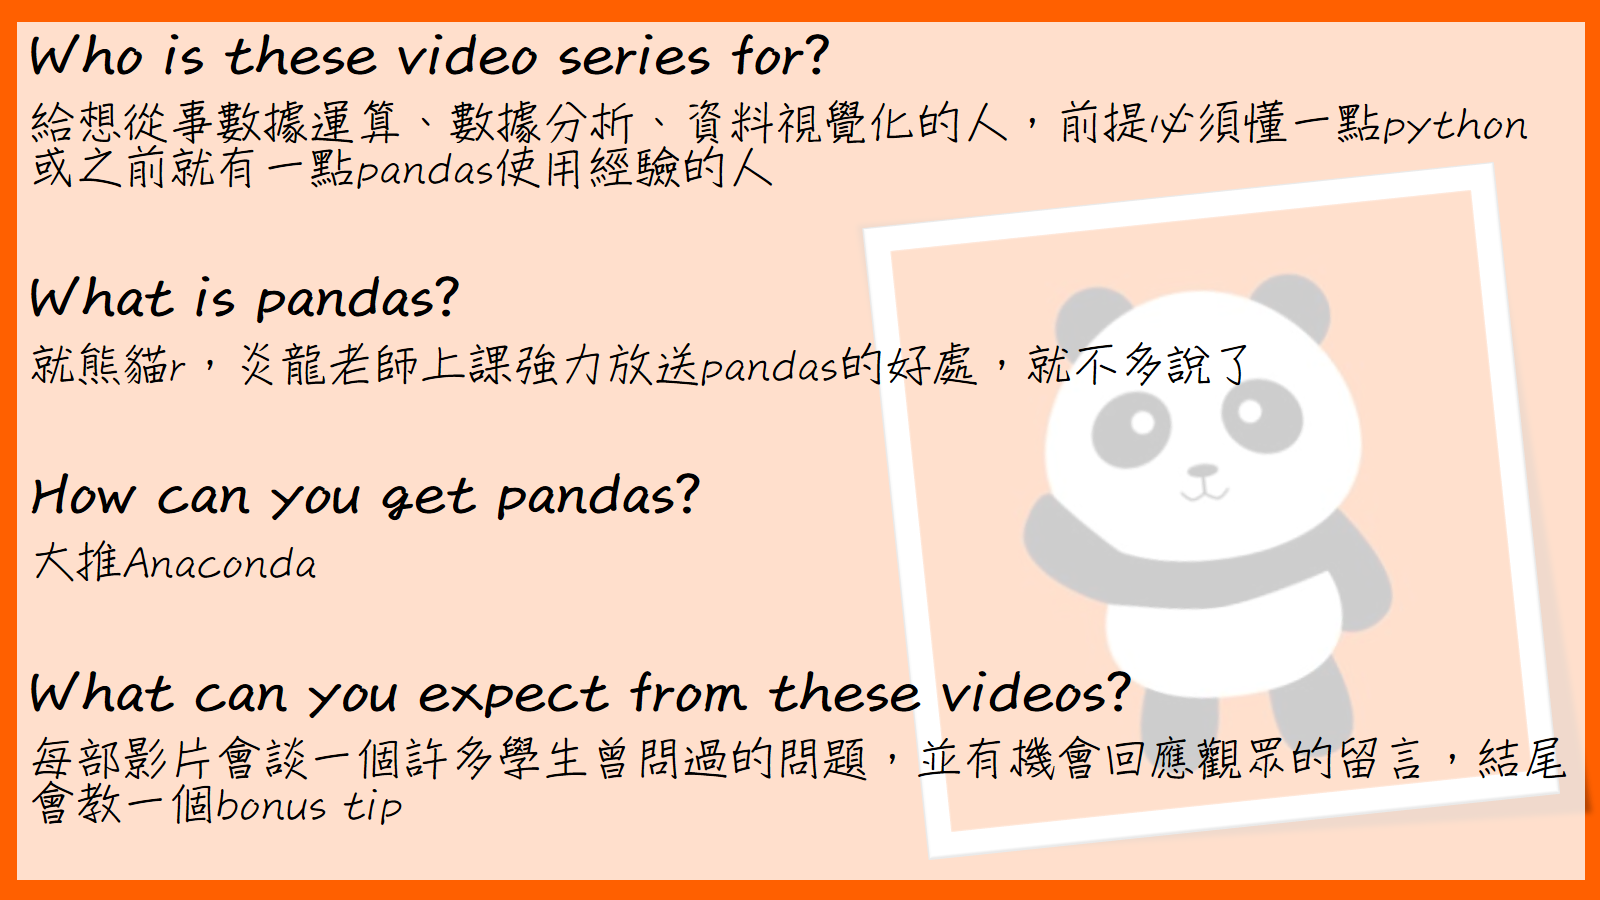 Who is these video series for?
給想從事數據運算、數據分析、資料視覺化的人，前提必須懂一點python
或之前就有一點pandas使用經驗的人
What is pandas?
就熊貓r，炎龍老師上課強力放送pandas的好處，就不多說了
How can you get pandas?
大推Anaconda
What can you expect from these videos?
每部影片會談一個許多學生曾問過的問題，並有機會回應觀眾的留言，結尾
會教一個bonus tip